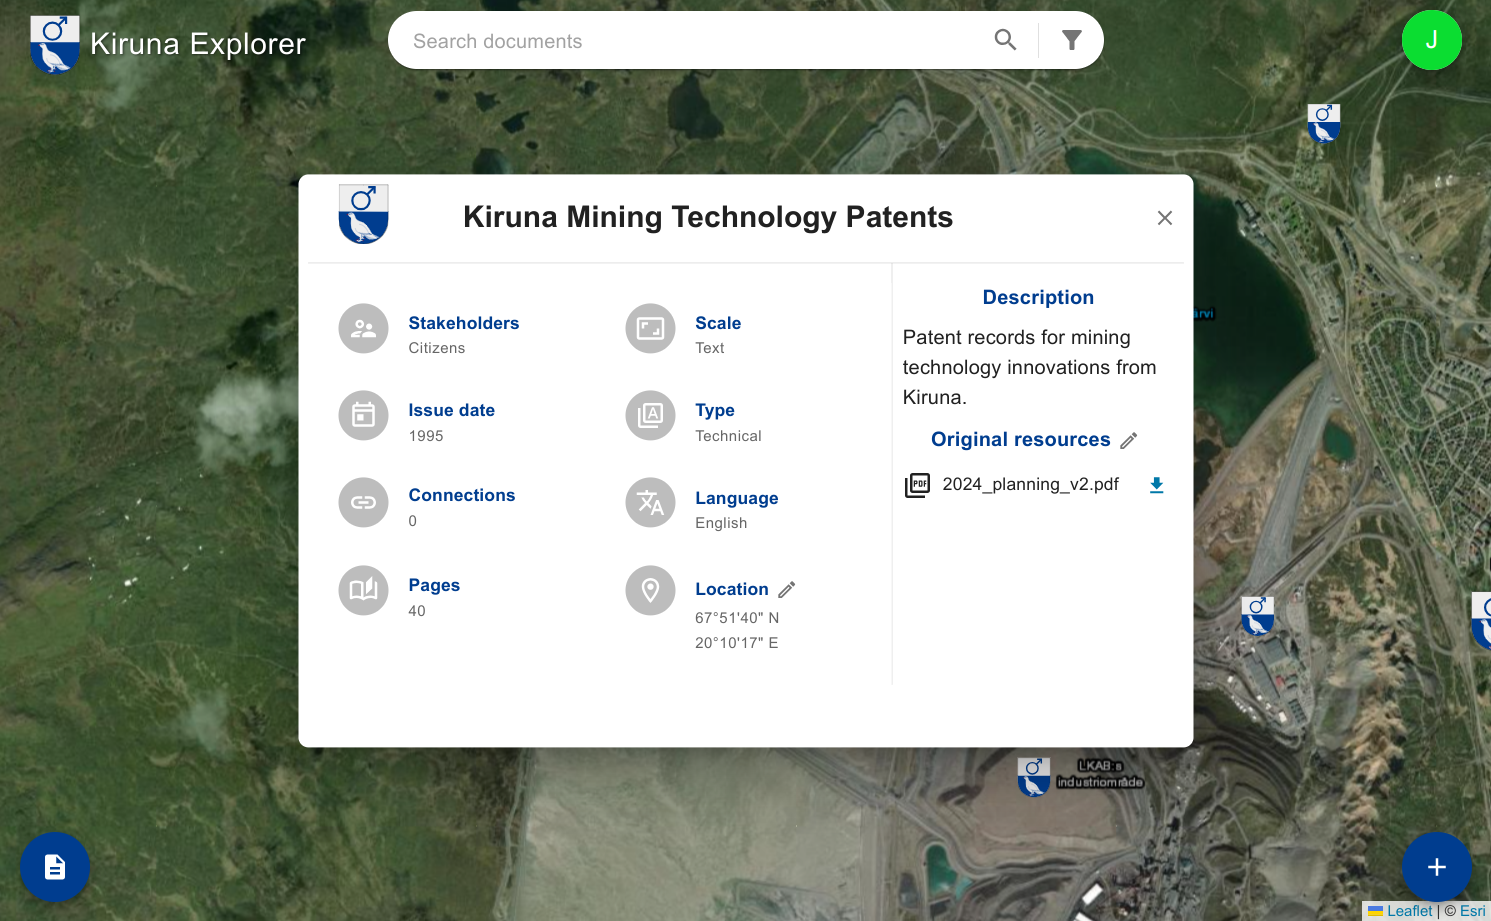 Kiruna Explorer
Search documents
J
Kiruna Mining Technology Patents
Stakeholders
Citizens
Scale
Text
Issue date
1995
Type
Technical
Connections
0
Language
English
Pages
40
Location
67°51'40" N
20°10'17" E
Description
Patent records for mining
technology innovations from
Kiruna.
Original resources
PDF
2024_planning_v2.pdf
LKAB:s
industriområde
Leaflet | © Esri